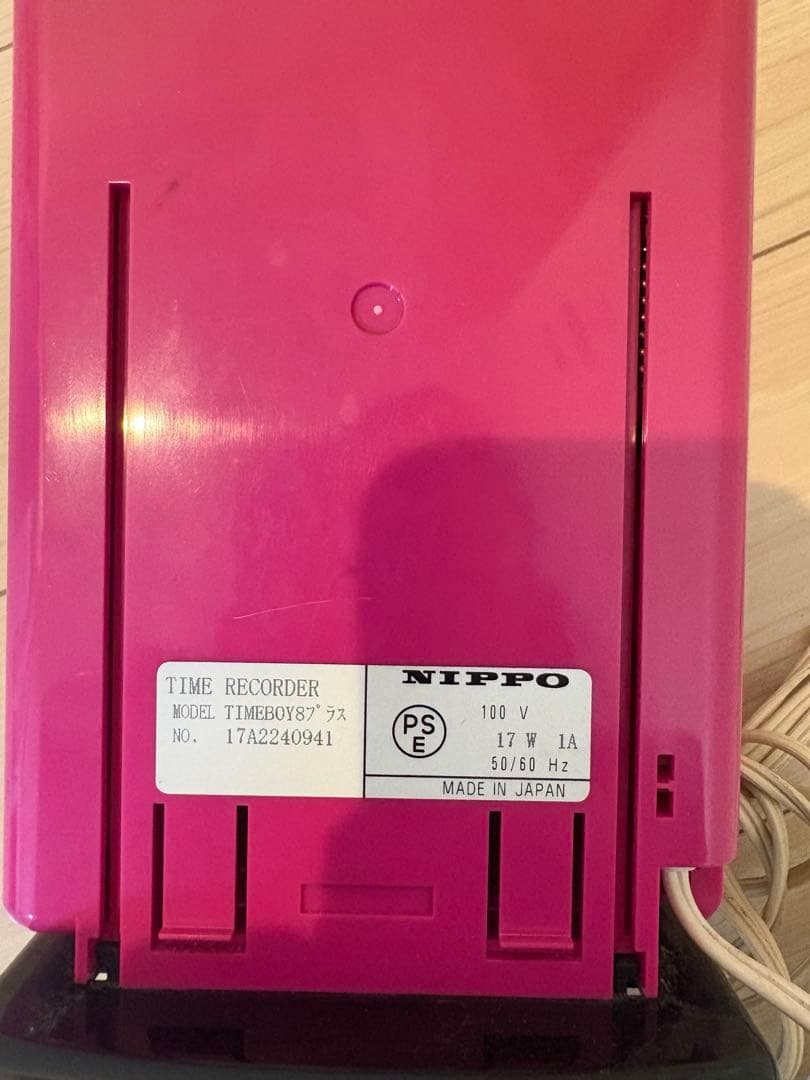 TIME RECORDER
MODEL TIMEBOY8ﾌﾟﾗｽ
NO. 17A2240941
NIPPO
PS
E
100 V
17 W 1A
50/60 Hz
MADE IN JAPAN